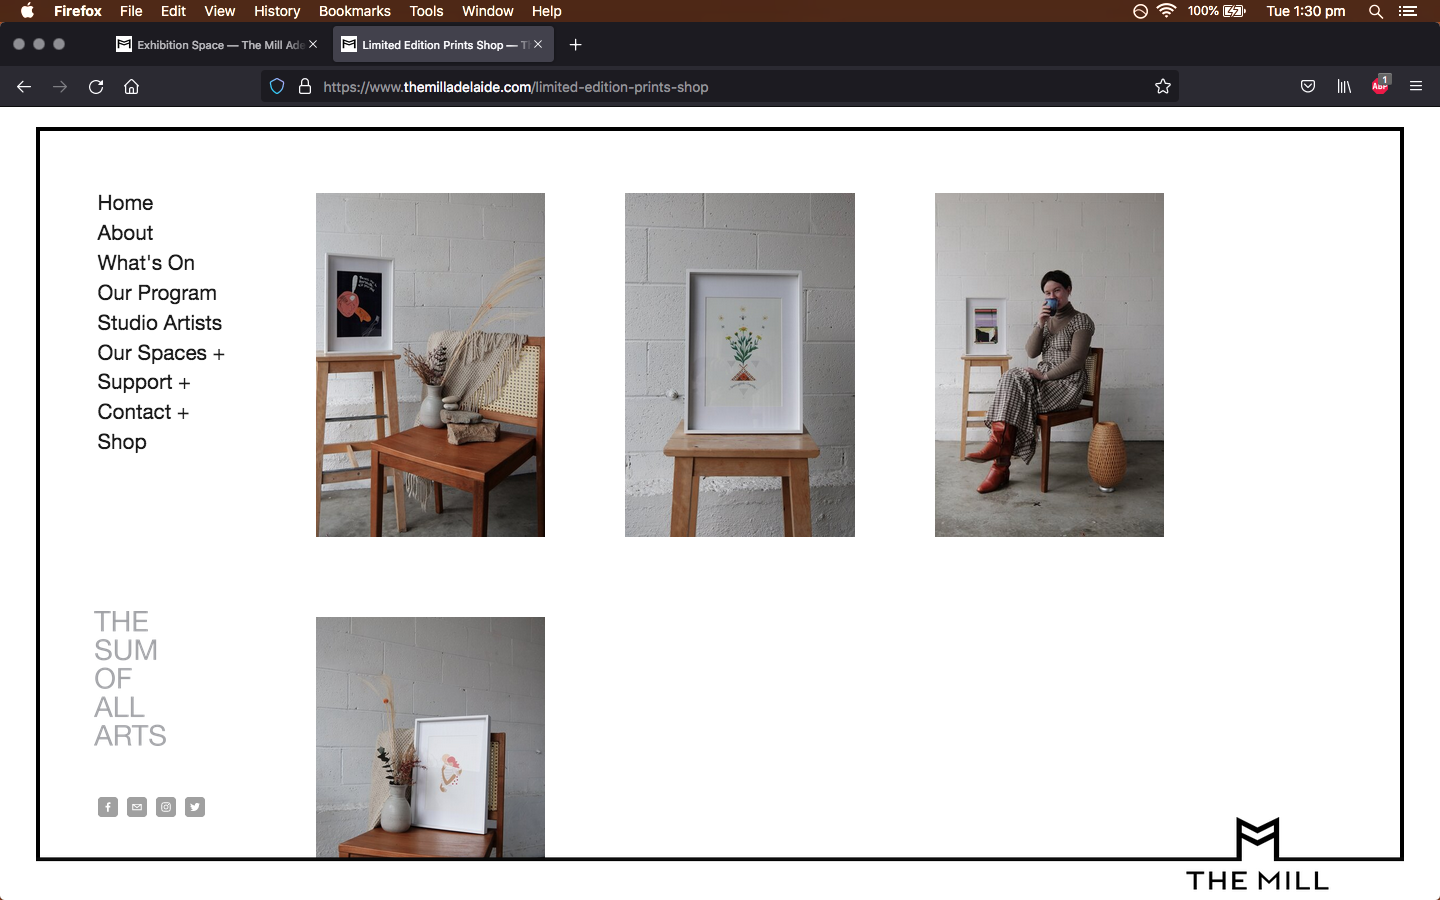 Firefox File Edit View History Bookmarks Tools Window Help 100% Tue 1:30 pm
Exhibition Space — The Mill Ade
Limited Edition Prints Shop — T
https://www.themilladelaide.com/limited-edition-prints-shop
ABP
1
Home
About
What's On
Our Program
Studio Artists
Our Spaces +
Support +
Contact +
Shop
THE
SUM
OF
ALL
ARTS
THE MILL